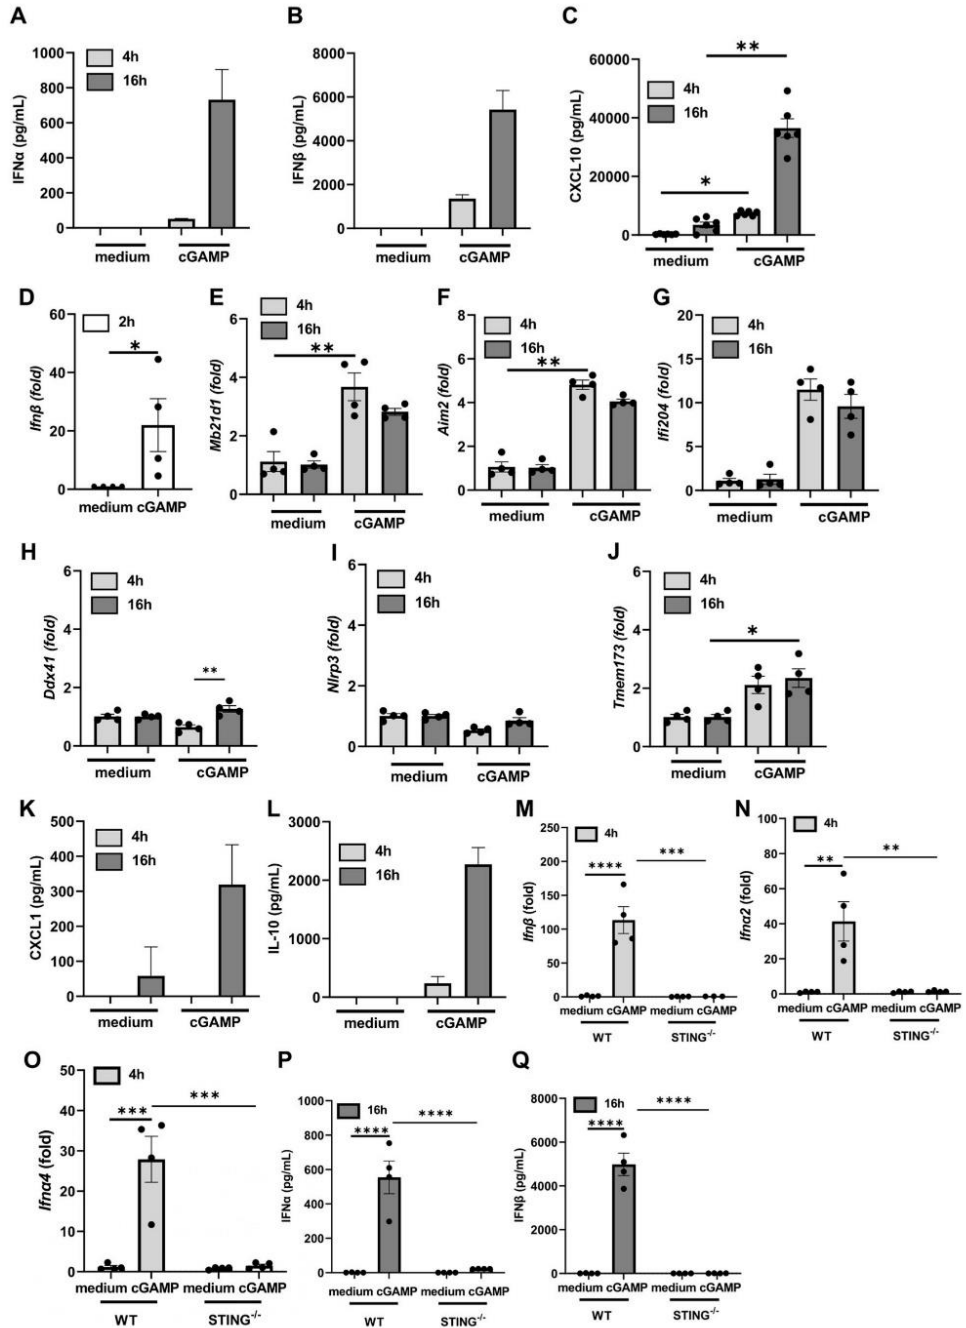 A
IFNα (pg/mL)
1000
800
600
400
200
0
4h
16h
medium
cGAMP
B
IFNβ (pg/mL)
8000
6000
4000
2000
0
medium
cGAMP
C
CXCL10 (pg/mL)
60000
40000
20000
0
4h
16h
*
**
medium
cGAMP
D
Ifnβ (fold)
60
40
20
0
2h
*
medium cGAMP
E
Mb21d1 (fold)
6
4
2
0
4h
16h
**
medium
cGAMP
F
Aim2 (fold)
8
6
4
2
0
4h
16h
**
medium
cGAMP
G
Ifi204 (fold)
20
15
10
5
0
4h
16h
medium
cGAMP
H
Ddx41 (fold)
6
4
2
0
4h
16h
**
medium
cGAMP
I
Nlrp3 (fold)
6
4
2
0
4h
16h
medium
cGAMP
J
Tmem173 (fold)
6
4
2
0
4h
16h
*
medium
cGAMP
K
CXCL1 (pg/mL)
500
400
300
200
100
0
4h
16h
medium
cGAMP
L
IL-10 (pg/mL)
3000
2000
1000
0
4h
16h
medium
cGAMP
M
Ifnβ (fold)
250
200
150
100
50
0
4h
****
***
medium cGAMP medium cGAMP
WT
STING-/-
N
Ifnα2 (fold)
100
80
60
40
20
0
4h
**
**
medium cGAMP medium cGAMP
WT
STING-/-
O
Ifnα4 (fold)
50
40
30
20
10
0
4h
***
***
medium cGAMP medium cGAMP
WT
STING-/-
P
IFNα (pg/mL)
1000
800
600
400
200
0
16h
****
****
medium cGAMP medium cGAMP
WT
STING-/-
Q
IFNβ (pg/mL)
8000
6000
4000
2000
0
16h
****
****
medium cGAMP medium cGAMP
WT
STING-/-